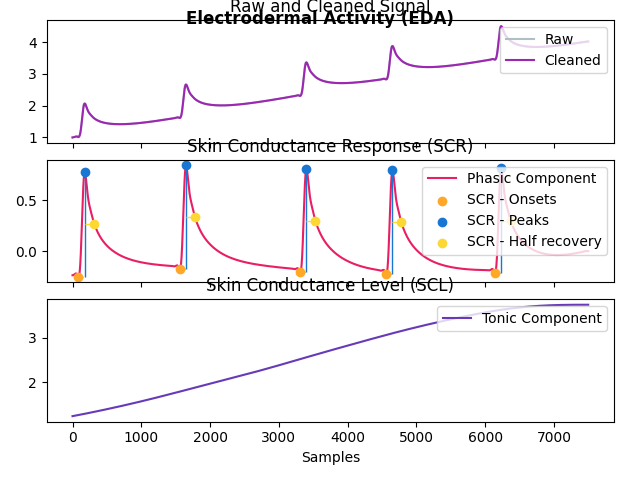 Raw and Cleaned Signal
Electrodermal Activity (EDA)
4
3
2
1
Raw
Cleaned
Skin Conductance Response (SCR)
0.5
0.0
Phasic Component
SCR - Onsets
SCR - Peaks
SCR - Half recovery
Skin Conductance Level (SCL)
3
2
Tonic Component
0 1000 2000 3000 4000 5000 6000 7000
Samples